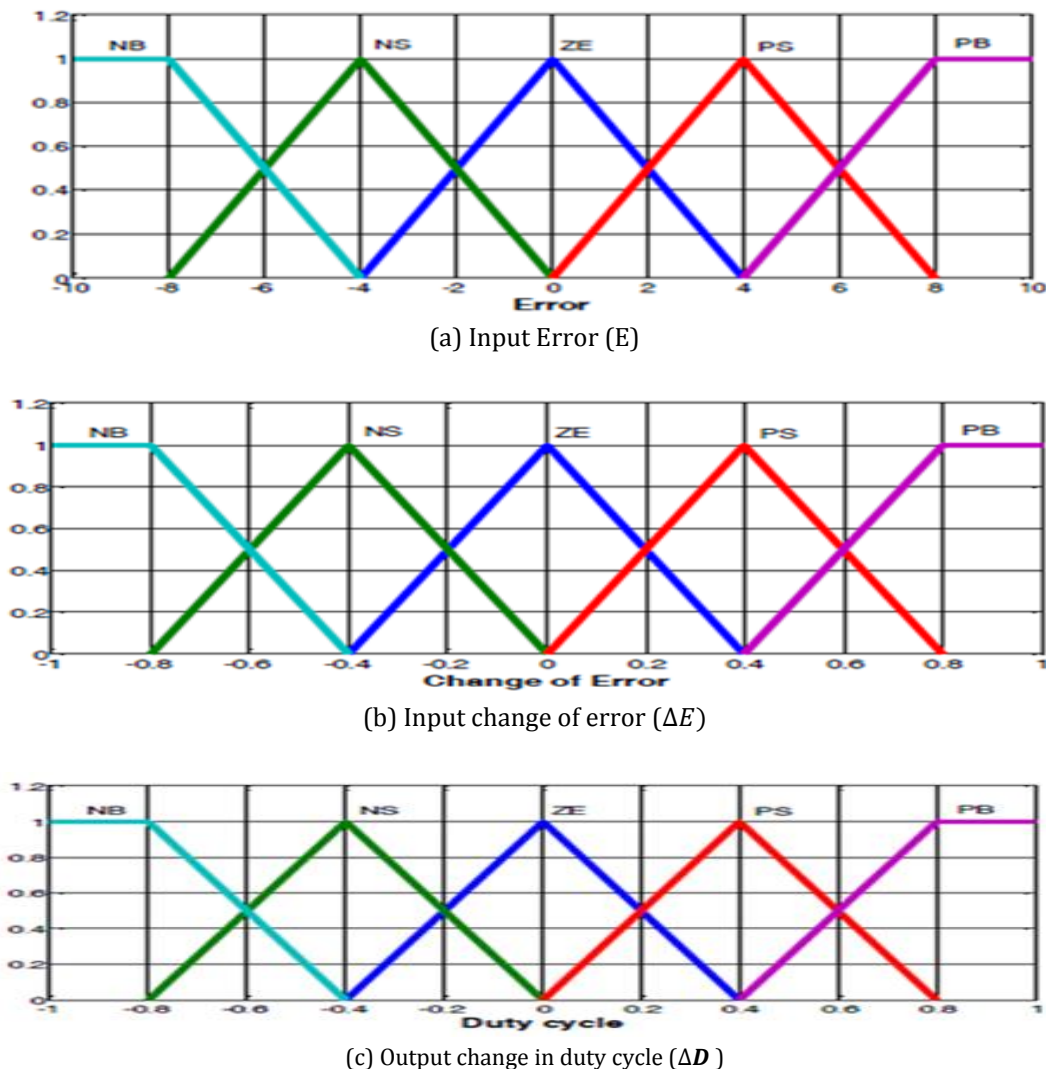 1.2
NB NS ZE PS PB
1
0.8
0.6
0.4
0.2
0
-10 -8 -6 -4 -2 0 2 4 6 8 10
Error
(a) Input Error (E)
1.2
NB NS ZE PS PB
1
0.8
0.6
0.4
0.2
0
-1 -0.8 -0.6 -0.4 -0.2 0 0.2 0.4 0.6 0.8 1
Change of Error
(b) Input change of error (ΔE)
1.2
NB NS ZE PS PB
1
0.8
0.6
0.4
0.2
0
-1 -0.8 -0.6 -0.4 -0.2 0 0.2 0.4 0.6 0.8 1
Duty cycle
(c) Output change in duty cycle (ΔD )